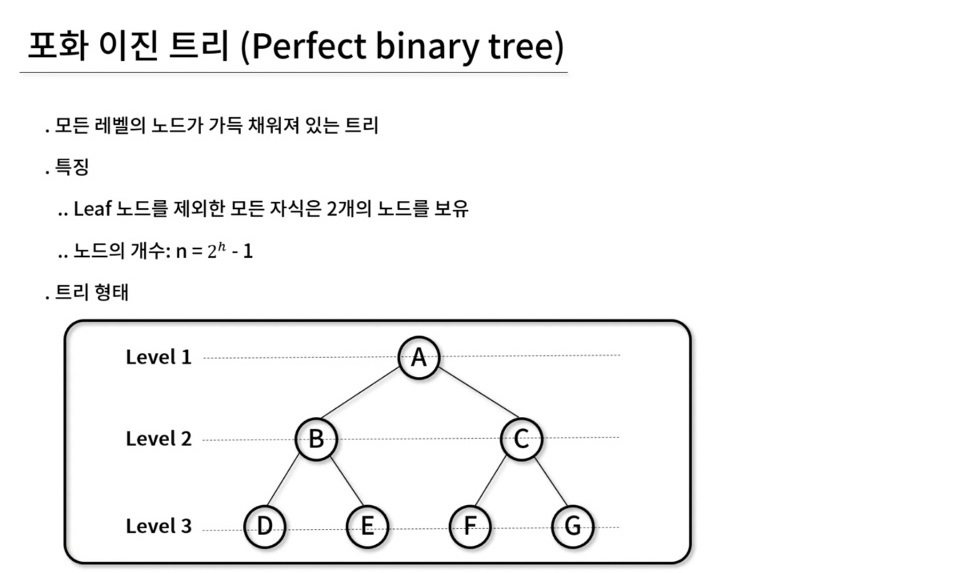 포화 이진 트리 (Perfect binary tree)
. 모든 레벨의 노드가 가득 채워져 있는 트리
. 특징
.. Leaf 노드를 제외한 모든 자식은 2개의 노드를 보유
.. 노드의 개수: n = 2ʰ - 1
. 트리 형태
Level 1 A
Level 2 B C
Level 3 D E F G